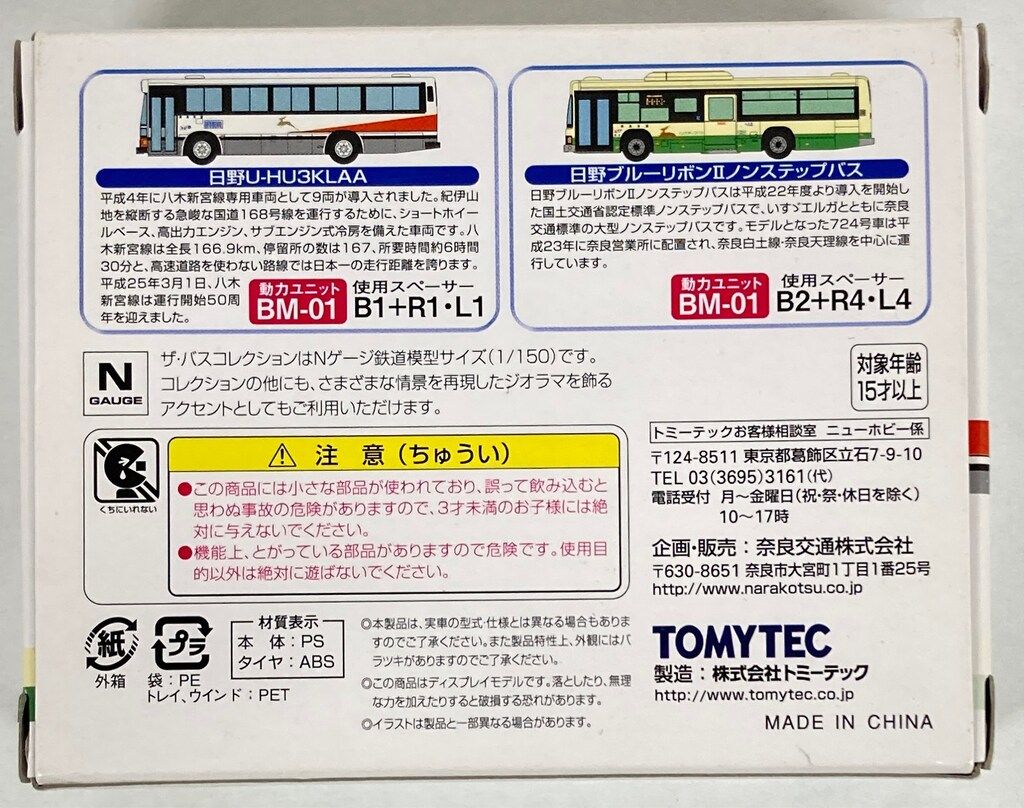 日野U-HU3KLAA
平成4年に八木新宮線専用車両として9両が導入されました。紀伊山
地を縦断する急峻な国道168号線を運行するために、ショートホイー
ルベース、高出力エンジン、サブエンジン式冷房を備えた車両です。八
木新宮線は全長166.9km、停留所の数は167、所要時間約6時間
30分と、高速道路を使わない路線では日本一の走行距離を誇ります。
平成25年3月1日、八木
新宮線は運行開始50周
年を迎えました。
動力ユニット
BM-01
使用スペーサー
B1+R1・L1
日野ブルーリボンⅡノンステップバス
日野ブルーリボンⅡノンステップバスは平成22年度より導入を開始し
た国土交通省認定標準ノンステップバスで、いすゞエルガとともに奈良
交通標準の大型ノンステップバスです。モデルとなった724号車は平
成23年に奈良営業所に配置され、奈良白土線・奈良天理線を中心に運
行しています。
動力ユニット
BM-01
使用スペーサー
B2+R4・L4
N
GAUGE
ザ・バスコレクションはNゲージ鉄道模型サイズ(1/150)です。
コレクションの他にも、さまざまな情景を再現したジオラマを飾る
アクセントとしてもご利用いただけます。
対象年齢
15才以上
くちにいれない
⚠ 注 意(ちゅうい)
●この商品には小さな部品が使われており、誤って飲み込むと
思わぬ事故の危険がありますので、3才未満のお子様には絶
対に与えないでください。
●機能上、とがっている部品がありますので危険です。使用目
的以外は絶対に遊ばないでください。
トミーテックお客様相談室 ニューホビー係
〒124-8511 東京都葛飾区立石7-9-10
TEL 03(3695)3161(代)
電話受付 月〜金曜日(祝・祭・休日を除く)
10〜17時
企画・販売:奈良交通株式会社
〒630-8651 奈良市大宮町1丁目1番25号
http://www.narakotsu.co.jp
紙
外箱
プラ
袋:PE
トレイ、ウインド:PET
材質表示
本 体:PS
タイヤ:ABS
◎本製品は、実車の型式・仕様とは異なる場合もありま
すのでご了承ください。また製品特性上、外観にはバ
ラツキがありますのでご了承ください。
◎この商品はディスプレイモデルです。落としたり、無理
な力を加えたりすると破損する恐れがあります。
◎イラストは製品と一部異なる場合があります。
TOMYTEC
製造:株式会社トミーテック
http://www.tomytec.co.jp
MADE IN CHINA